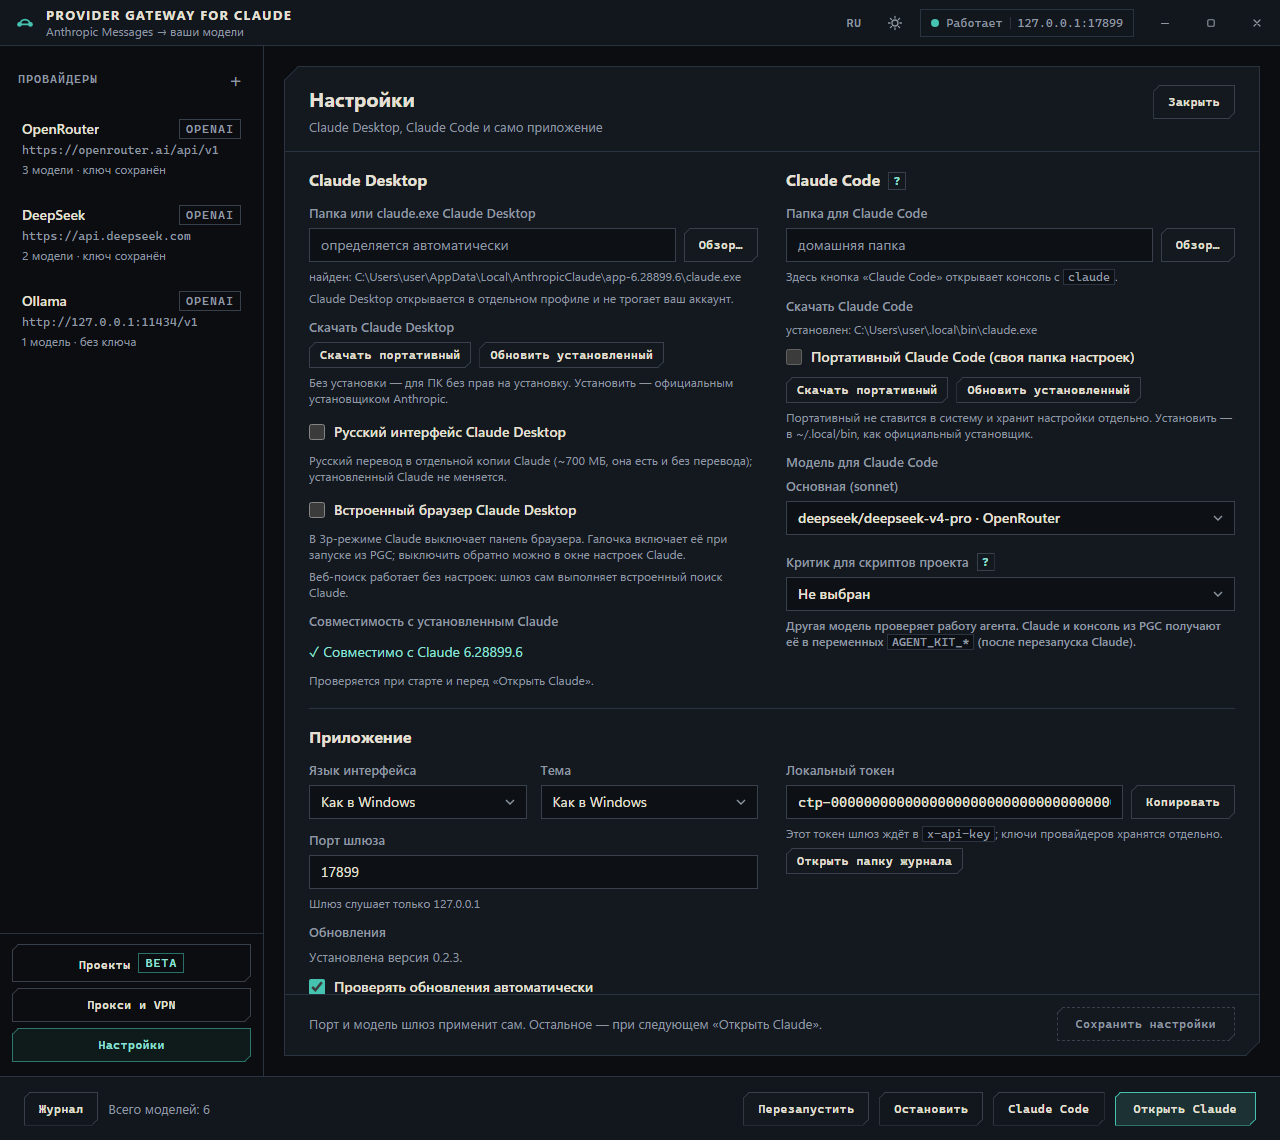 PROVIDER GATEWAY FOR CLAUDE
Anthropic Messages → ваши модели
RU
Работает
127.0.0.1:17899
ПРОВАЙДЕРЫ
+
OpenRouter
OPENAI
https://openrouter.ai/api/v1
3 модели · ключ сохранён
DeepSeek
OPENAI
https://api.deepseek.com
2 модели · ключ сохранён
Ollama
OPENAI
http://127.0.0.1:11434/v1
1 модель · без ключа
Проекты BETA
Прокси и VPN
Настройки
Настройки
Claude Desktop, Claude Code и само приложение
Закрыть
Claude Desktop
Папка или claude.exe Claude Desktop
определяется автоматически
Обзор…
найден: C:\Users\user\AppData\Local\AnthropicClaude\app-6.28899.6\claude.exe
Claude Desktop открывается в отдельном профиле и не трогает ваш аккаунт.
Скачать Claude Desktop
Скачать портативный
Обновить установленный
Без установки — для ПК без прав на установку. Установить — официальным
установщиком Anthropic.
Русский интерфейс Claude Desktop
Русский перевод в отдельной копии Claude (~700 МБ, она есть и без перевода);
установленный Claude не меняется.
Встроенный браузер Claude Desktop
В 3p-режиме Claude выключает панель браузера. Галочка включает её при
запуске из PGC; выключить обратно можно в окне настроек Claude.
Веб-поиск работает без настроек: шлюз сам выполняет встроенный поиск
Claude.
Совместимость с установленным Claude
✓ Совместимо с Claude 6.28899.6
Проверяется при старте и перед «Открыть Claude».
Claude Code ?
Папка для Claude Code
домашняя папка
Обзор…
Здесь кнопка «Claude Code» открывает консоль с claude.
Скачать Claude Code
установлен: C:\Users\user\.local\bin\claude.exe
Портативный Claude Code (своя папка настроек)
Скачать портативный
Обновить установленный
Портативный не ставится в систему и хранит настройки отдельно. Установить —
в ~/.local/bin, как официальный установщик.
Модель для Claude Code
Основная (sonnet)
deepseek/deepseek-v4-pro · OpenRouter
Критик для скриптов проекта ?
Не выбран
Другая модель проверяет работу агента. Claude и консоль из PGC получают
её в переменных AGENT_KIT_* (после перезапуска Claude).
Приложение
Язык интерфейса
Как в Windows
Тема
Как в Windows
Порт шлюза
17899
Шлюз слушает только 127.0.0.1
Обновления
Установлена версия 0.2.3.
Проверять обновления автоматически
Локальный токен
Копировать
Этот токен шлюз ждёт в x-api-key; ключи провайдеров хранятся отдельно.
Открыть папку журнала
Порт и модель шлюз применит сам. Остальное — при следующем «Открыть Claude».
Сохранить настройки
Журнал
Всего моделей: 6
Перезапустить
Остановить
Claude Code
Открыть Claude